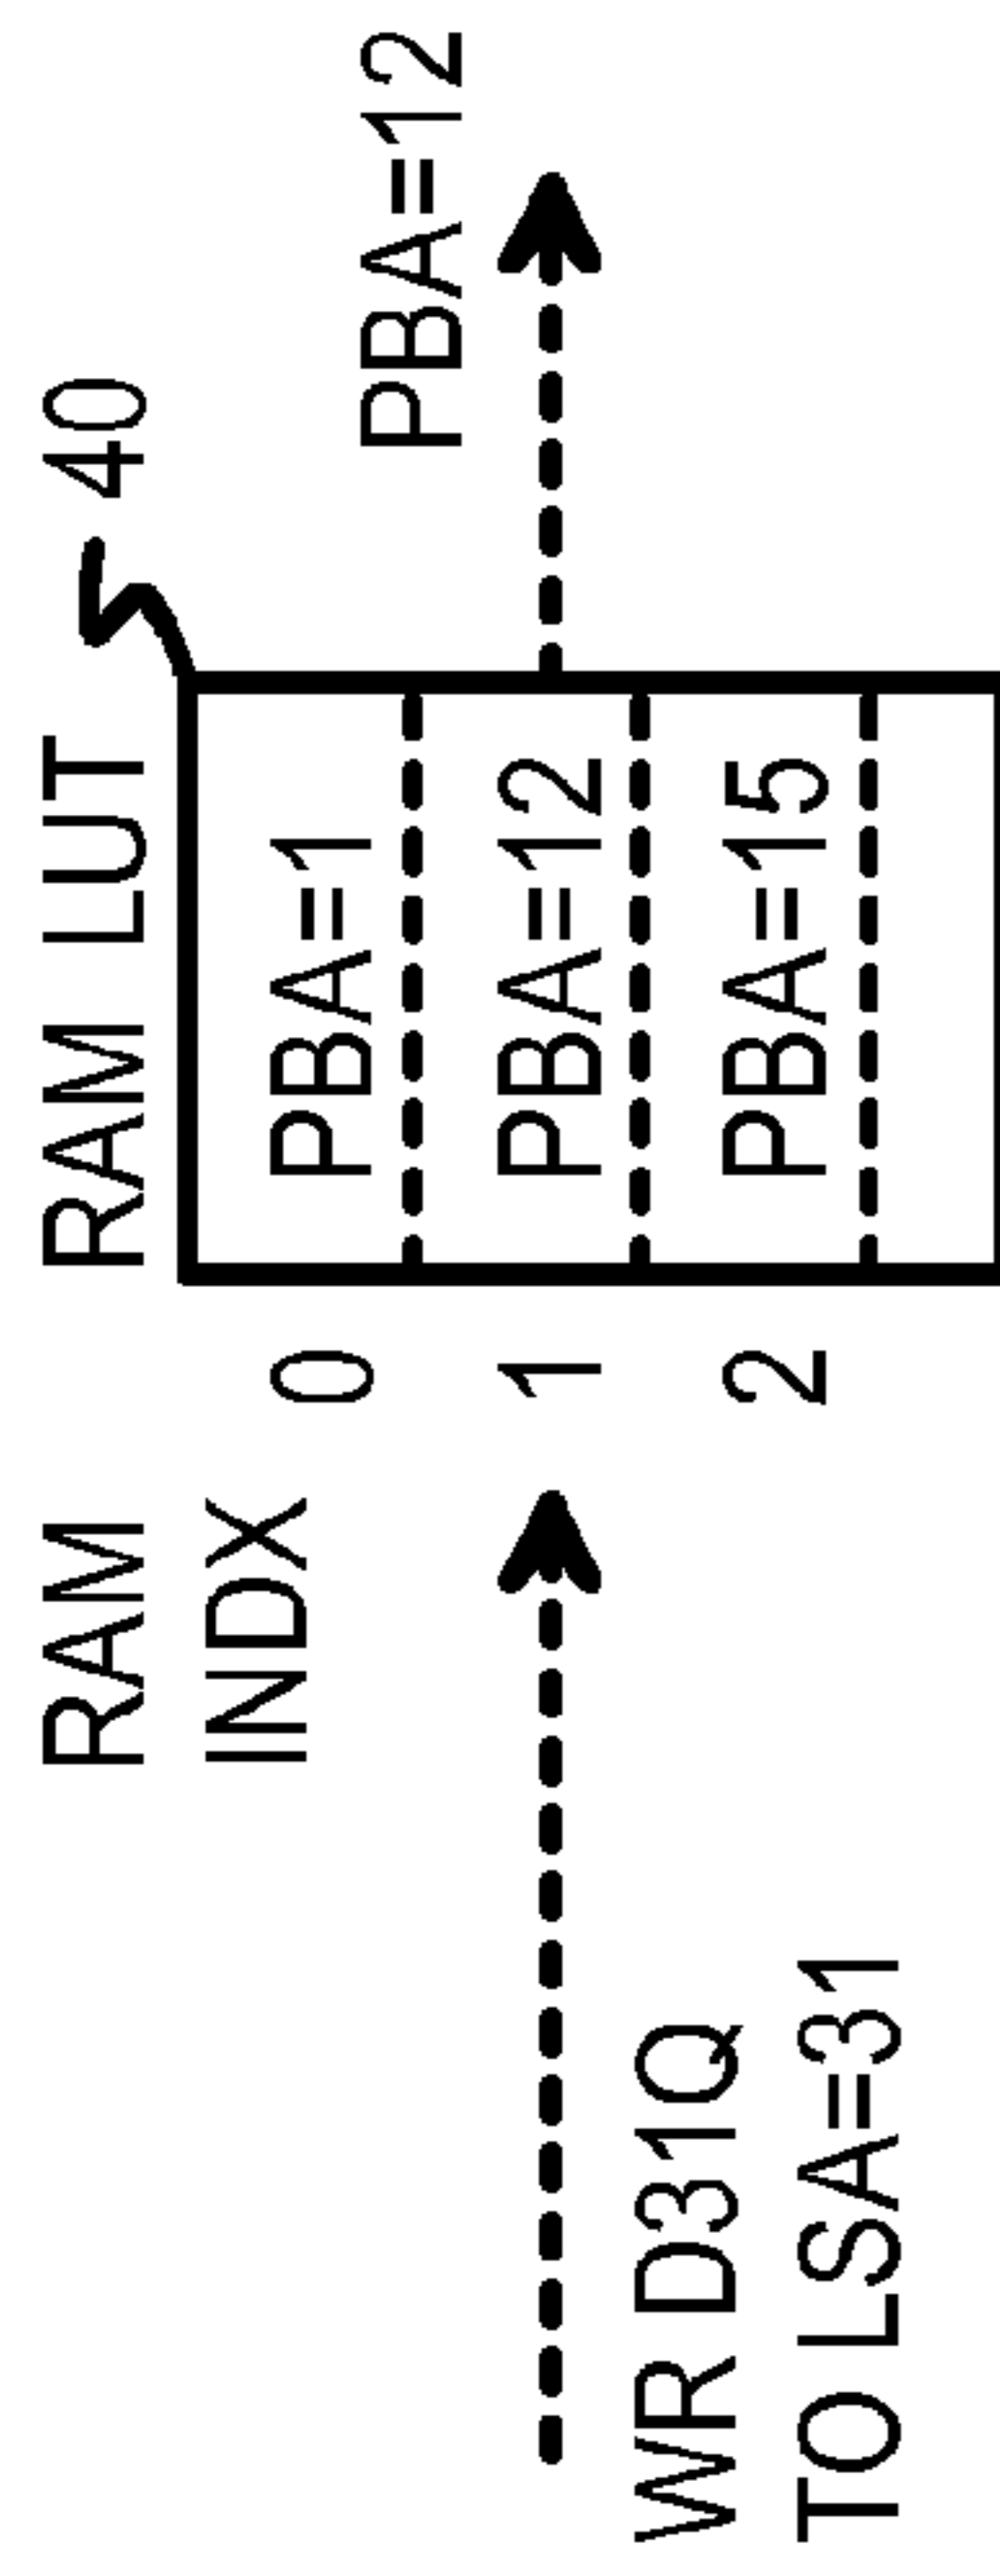 RAM LUT 40
RAM
INDX
0 PBA=1
PBA=12
1 PBA=12
2 PBA=15
WR D31Q
TO LSA=31